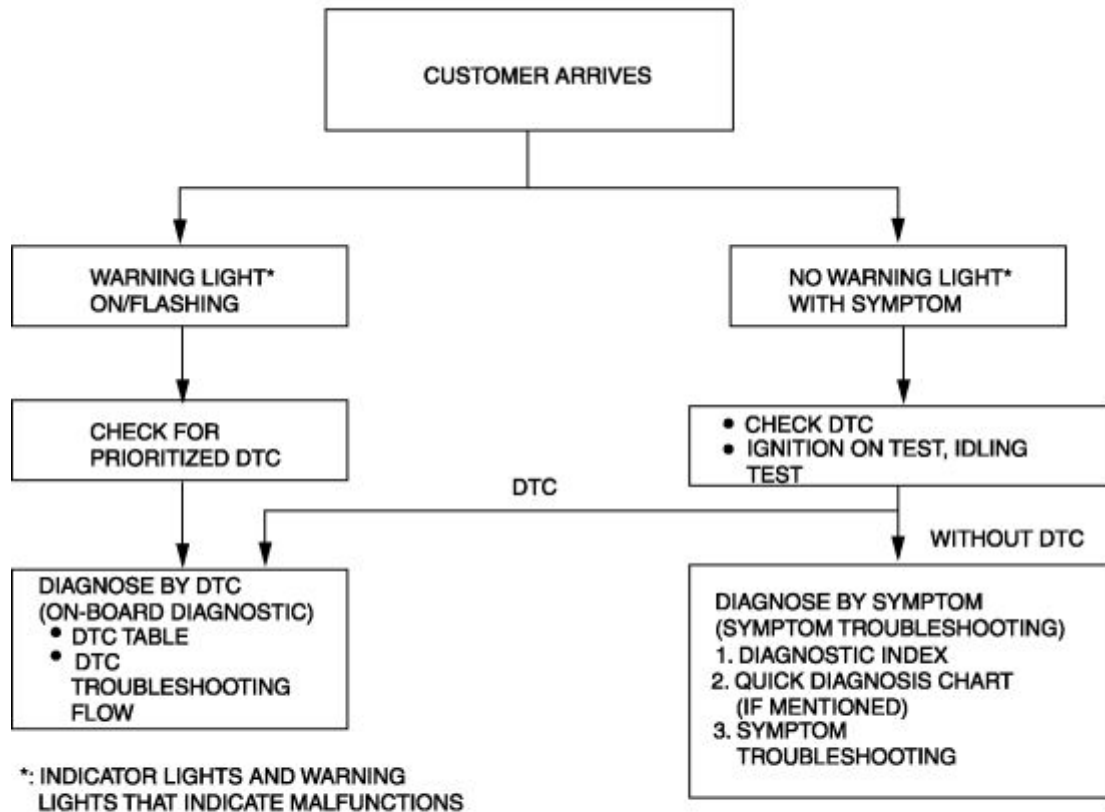 CUSTOMER ARRIVES
WARNING LIGHT*
ON/FLASHING
NO WARNING LIGHT*
WITH SYMPTOM
CHECK FOR
PRIORITIZED DTC
• CHECK DTC
• IGNITION ON TEST, IDLING
TEST
DTC
WITHOUT DTC
DIAGNOSE BY DTC
(ON-BOARD DIAGNOSTIC)
• DTC TABLE
• DTC
TROUBLESHOOTING
FLOW
DIAGNOSE BY SYMPTOM
(SYMPTOM TROUBLESHOOTING)
1. DIAGNOSTIC INDEX
2. QUICK DIAGNOSIS CHART
(IF MENTIONED)
3. SYMPTOM
TROUBLESHOOTING
*: INDICATOR LIGHTS AND WARNING
LIGHTS THAT INDICATE MALFUNCTIONS